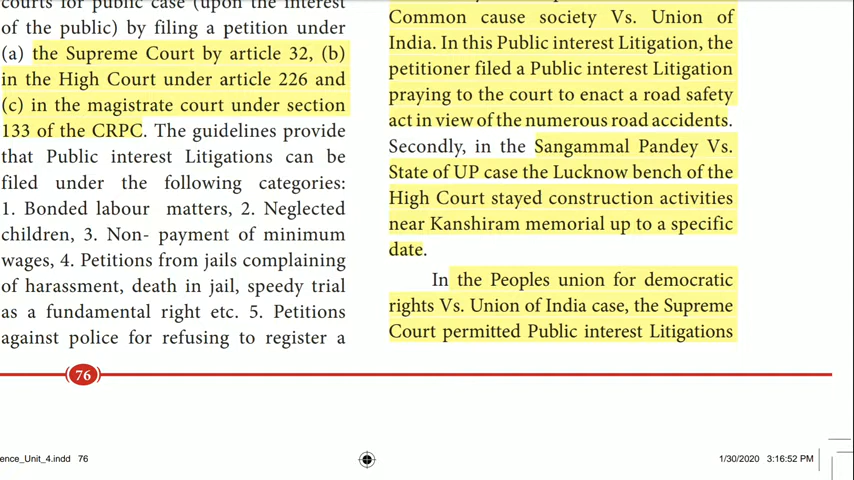 courts for public case (upon the interest
of the public) by filing a petition under
(a) the Supreme Court by article 32, (b)
in the High Court under article 226 and
(c) in the magistrate court under section
133 of the CRPC. The guidelines provide
that Public interest Litigations can be
filed under the following categories:
1. Bonded labour matters, 2. Neglected
children, 3. Non- payment of minimum
wages, 4. Petitions from jails complaining
of harassment, death in jail, speedy trial
as a fundamental right etc. 5. Petitions
against police for refusing to register a
Common cause society Vs. Union of
India. In this Public interest Litigation, the
petitioner filed a Public interest Litigation
praying to the court to enact a road safety
act in view of the numerous road accidents.
Secondly, in the Sangammal Pandey Vs.
State of UP case the Lucknow bench of the
High Court stayed construction activities
near Kanshiram memorial up to a specific
date.
In the Peoples union for democratic
rights Vs. Union of India case, the Supreme
Court permitted Public interest Litigations
76
ence_Unit_4.indd 76
1/30/2020 3:16:52 PM